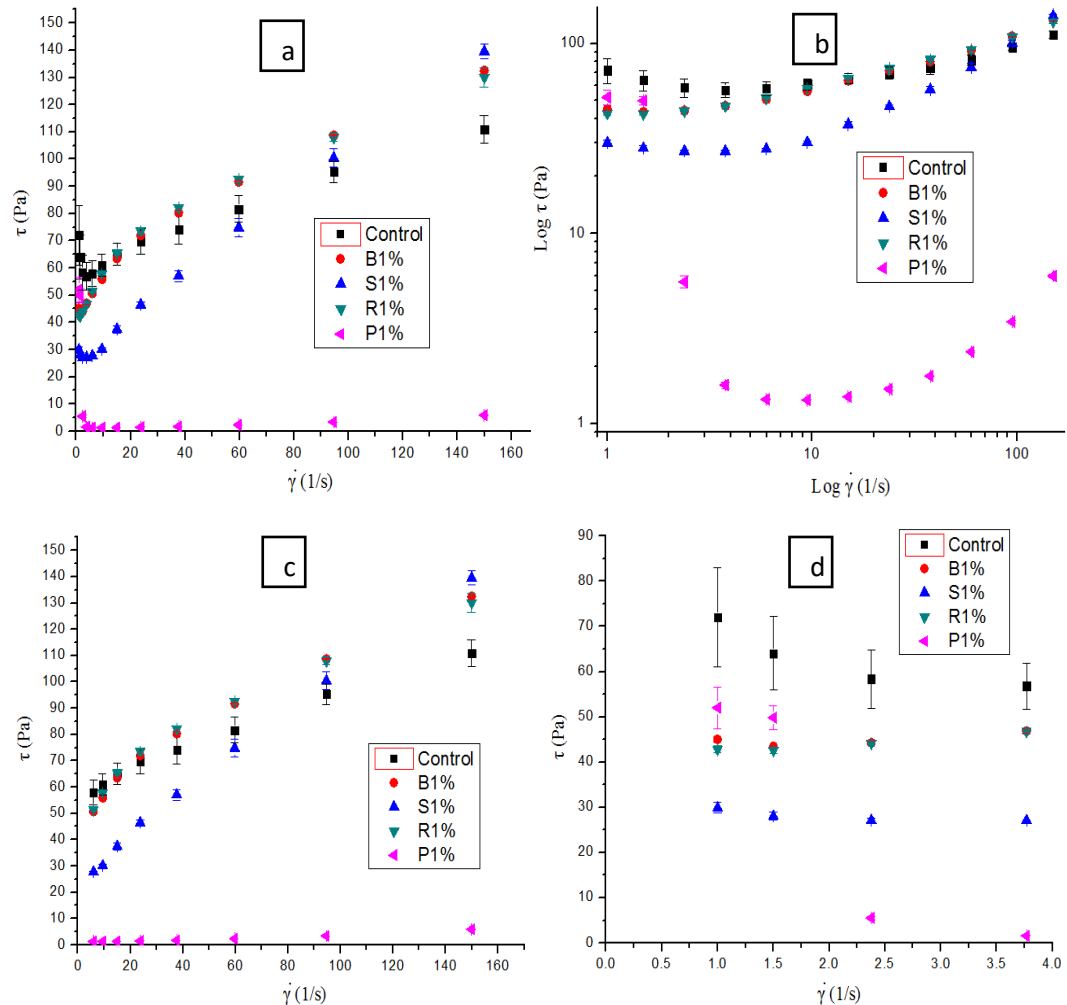 a
150
140
130
120
110
100
90
80
70
60
50
40
30
20
10
0
τ (Pa)
0 20 40 60 80 100 120 140 160
γ̇ (1/s)
Control
B1%
S1%
R1%
P1%
b
100
10
1
Log τ (Pa)
1 10 100
Log γ̇ (1/s)
Control
B1%
S1%
R1%
P1%
c
150
140
130
120
110
100
90
80
70
60
50
40
30
20
10
0
τ (Pa)
0 20 40 60 80 100 120 140 160
γ̇ (1/s)
Control
B1%
S1%
R1%
P1%
d
90
80
70
60
50
40
30
20
10
0
τ (Pa)
0.0 0.5 1.0 1.5 2.0 2.5 3.0 3.5 4.0
γ̇ (1/s)
Control
B1%
S1%
R1%
P1%